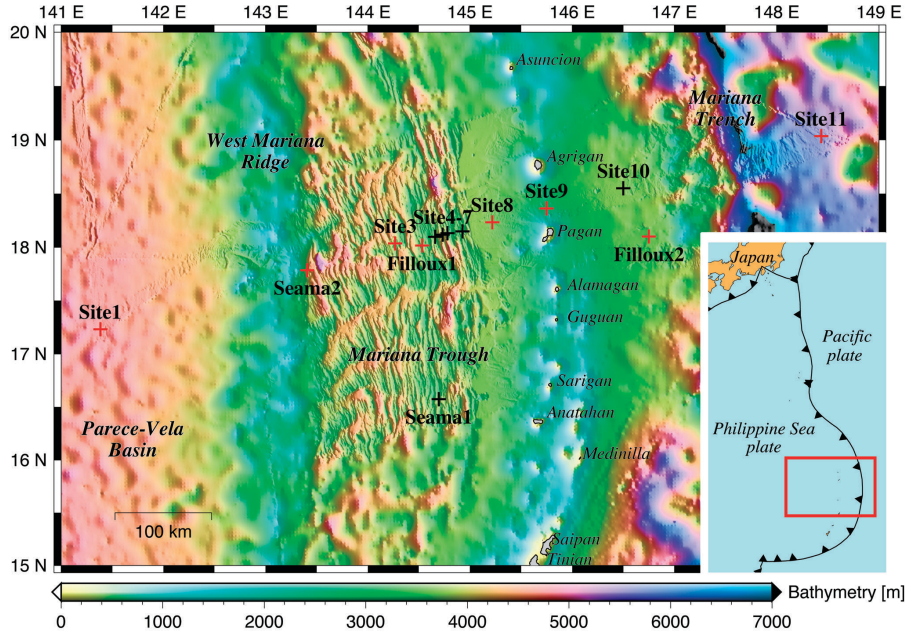 141 E 142 E 143 E 144 E 145 E 146 E 147 E 148 E 149 E
20 N
19 N
18 N
17 N
16 N
15 N
Asuncion
Mariana
Trench
Site11
West Mariana
Ridge
Agrigan
Site10
Site9
Site8
Site4-7
Site3
Pagan
Filloux1
Filloux2
Seama2
Alamagan
Site1
Guguan
Mariana Trough
Sarigan
Seama1
Anatahan
Parece-Vela
Basin
Medinilla
100 km
Saipan
Tinian
Japan
Pacific
plate
Philippine Sea
plate
Bathymetry [m]
0 1000 2000 3000 4000 5000 6000 7000